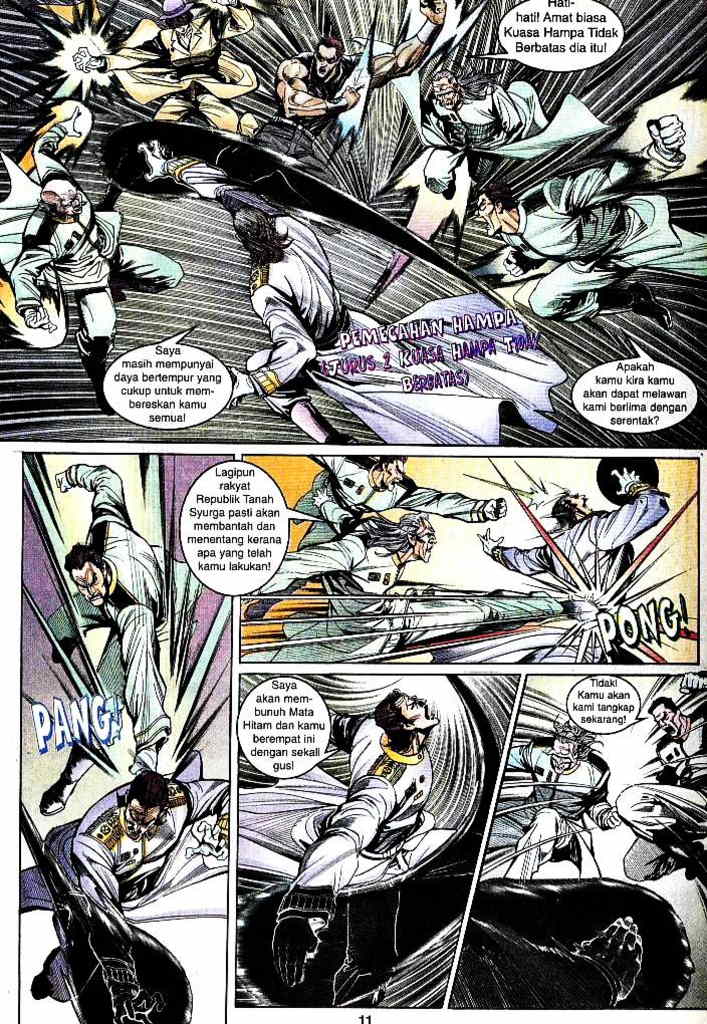 Hati-
hati! Amat biasa
Kuasa Hampa Tidak
Berbatas dia itu!
PEMECAHAN HAMPA
(JURUS 2 KUASA HAMPA TIDAK
BERBATAS)
Saya
masih mempunyai
daya bertempur yang
cukup untuk mem-
bereskan kamu
semua!
Apakah
kamu kira kamu
akan dapat melawan
kami berlima dengan
serentak?
PANG!
Lagipun
rakyat
Republik Tanah
Syurga pasti akan
membantah dan
menentang kerana
apa yang telah
kamu lakukan!
PONG!
Saya
akan mem-
bunuh Mata
Hitam dan kamu
berempat ini
dengan sekali
gus!
Tidak!
Kamu akan
kami tangkap
sekarang!
11